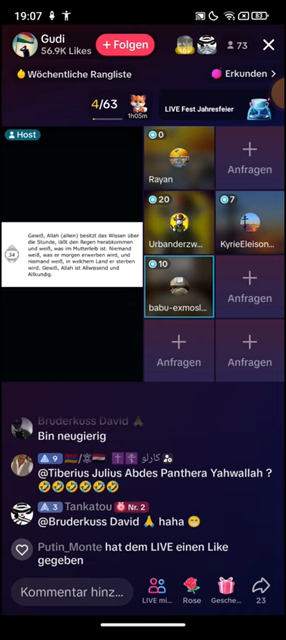 19:07
83
Gudi
56.9K Likes
+ Folgen
73
Wöchentliche Rangliste
Erkunden >
4/63
1h05m
LIVE Fest Jahresfeier
Host
0
Rayan
Anfragen
20
Urbanderzw...
7
KyrieEleison...
10
babu-exmosl...
Anfragen
Anfragen
Anfragen
34
Gewiß, Allah (allein) besitzt das Wissen über
die Stunde, läßt den Regen herabkommen
und weiß, was im Mutterleib ist. Niemand
weiß, was er morgen erwerben wird, und
niemand weiß, in welchem Land er sterben
wird. Gewiß, Allah ist Allwissend und
Allkundig.
Bruderkuss David 🙏
Bin neugierig
9 ✝️✝️ كارلو
@Tiberius Julius Abdes Panthera Yahwallah ?
🤣🤣🤣🤣🤣🤣
3 Tankatou Nr. 2
@Bruderkuss David 🙏 haha 😁
Putin_Monte hat dem LIVE einen Like
gegeben
Kommentar hinz...
LIVE mi...
Rose
Gesche...
23